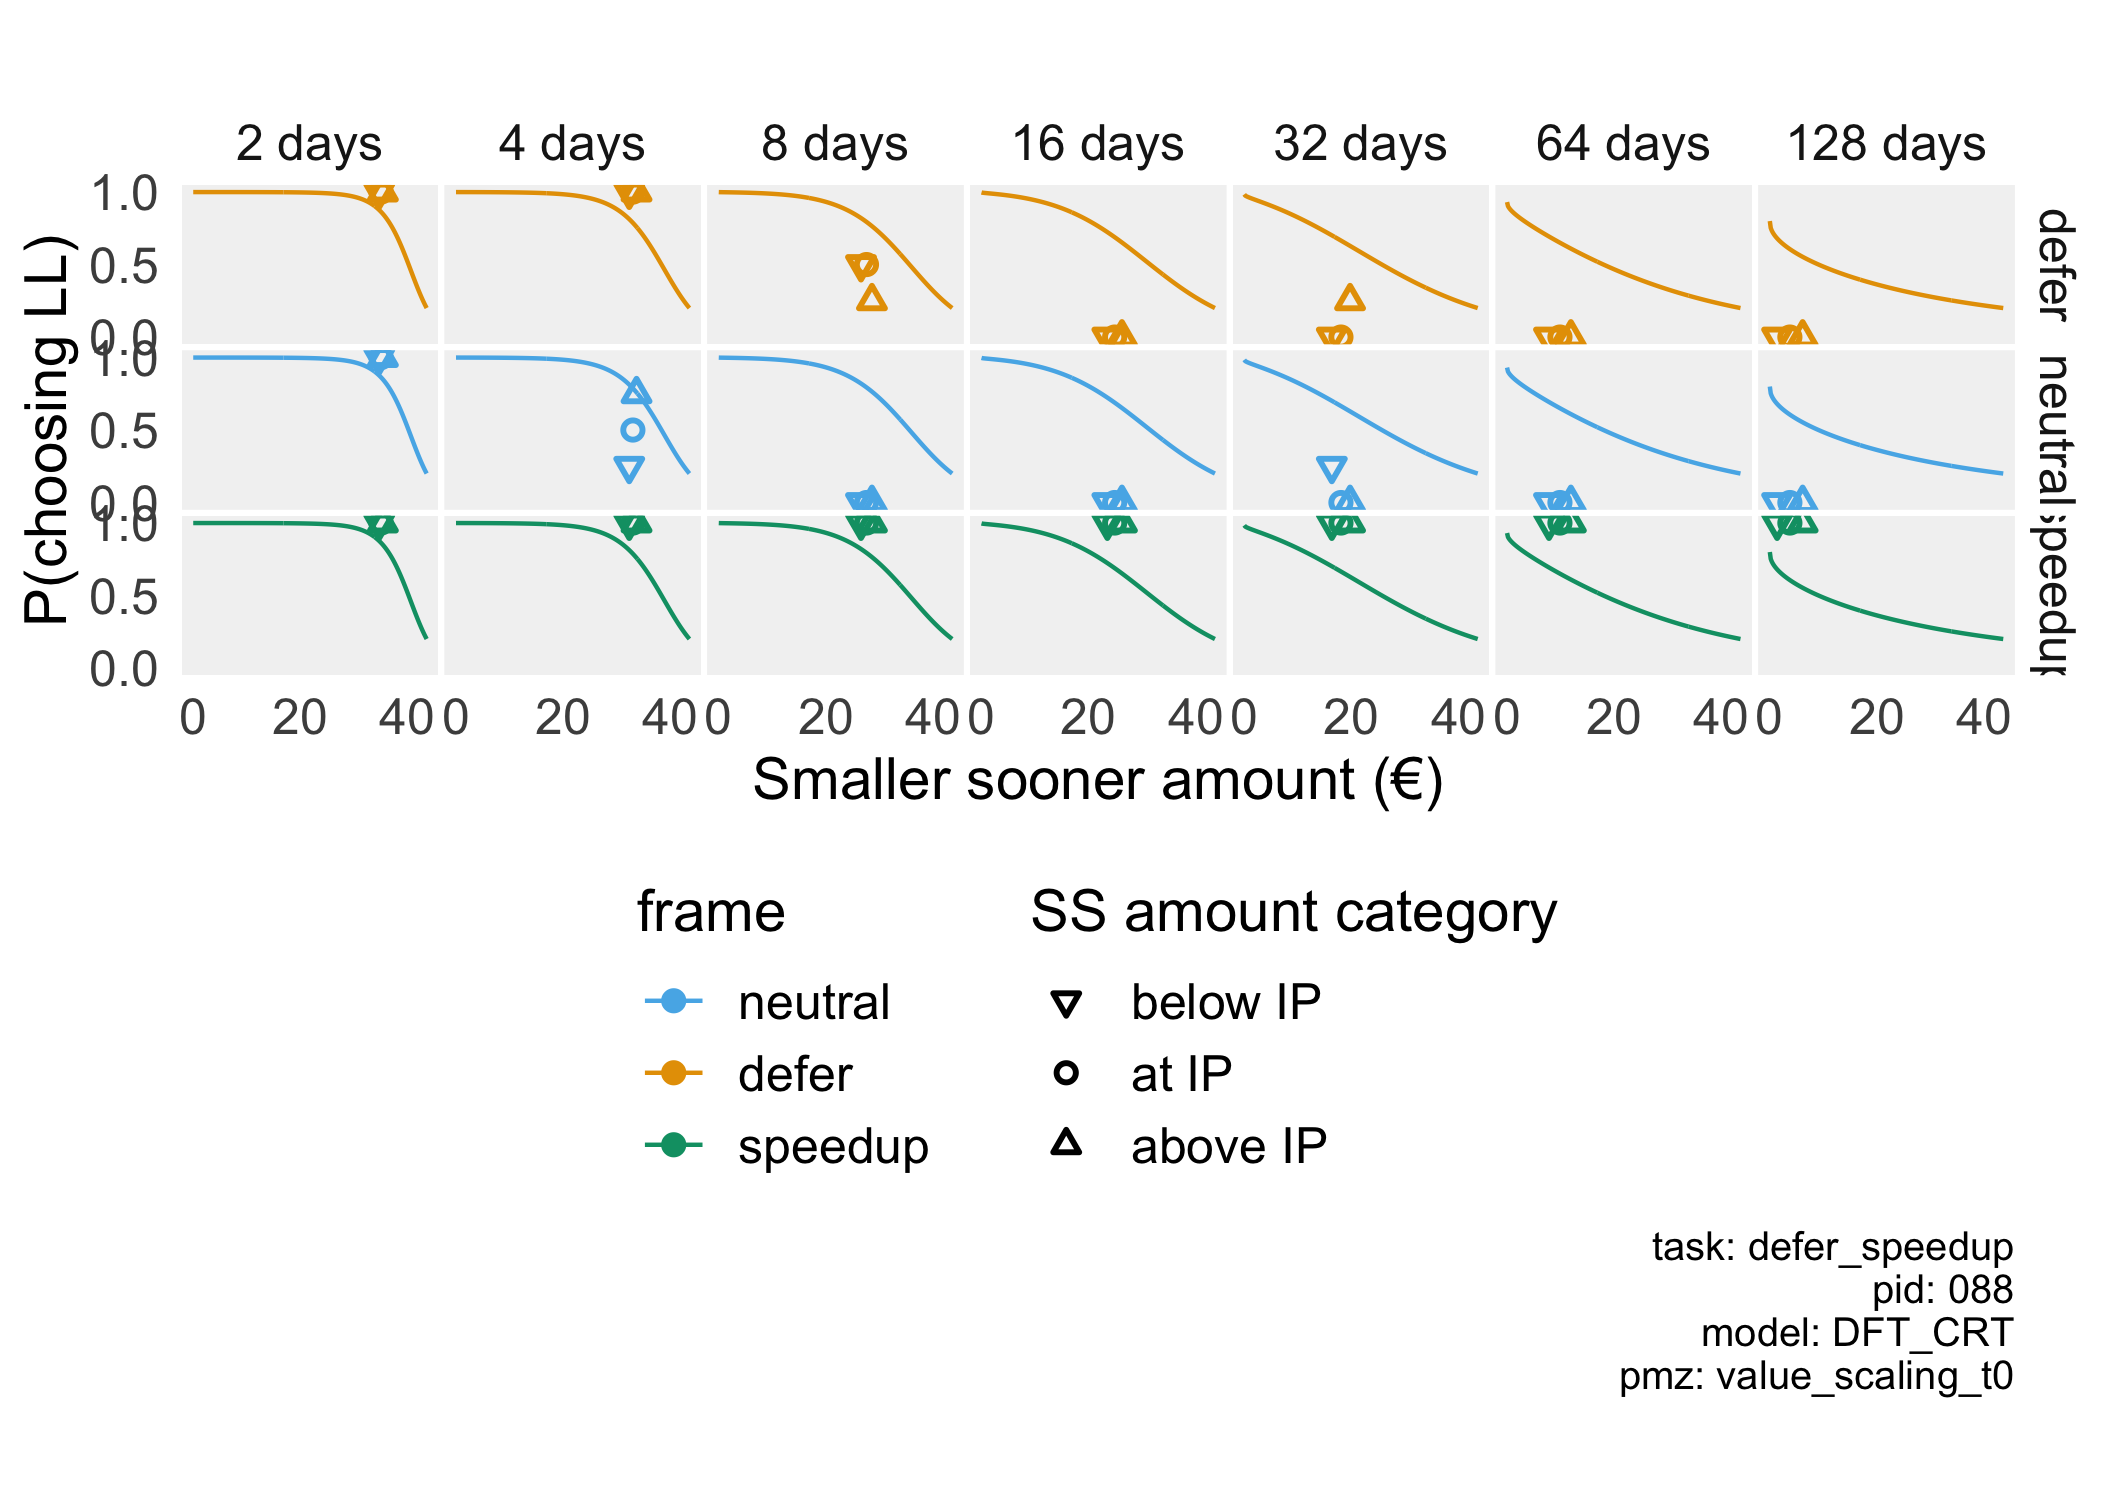 2 days 4 days 8 days 16 days 32 days 64 days 128 days
P(choosing LL)
1.0
0.5
0.0
defer
1.0
0.5
0.0
neutral
1.0
0.5
0.0
speedup
0 20 40 0 20 40 0 20 40 0 20 40 0 20 40 0 20 40 0 20 40
Smaller sooner amount (€)
frame
neutral
defer
speedup
SS amount category
below IP
at IP
above IP
task: defer_speedup
pid: 088
model: DFT_CRT
pmz: value_scaling_t0